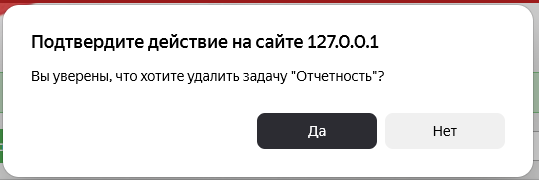 Подтвердите действие на сайте 127.0.0.1
Вы уверены, что хотите удалить задачу "Отчетность"?
Да
Нет